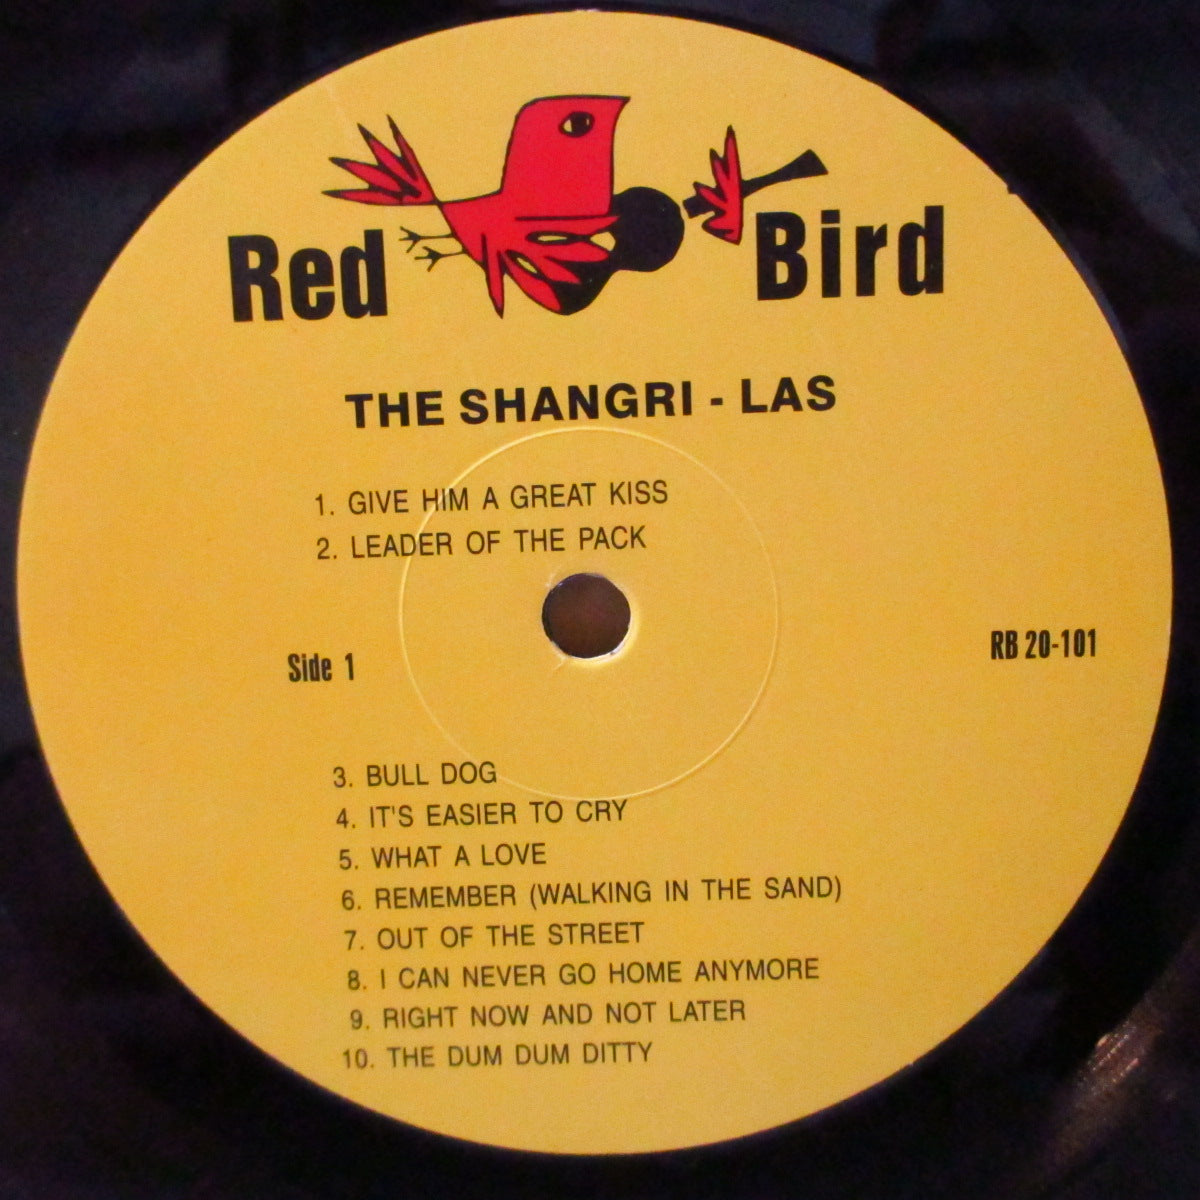 Red Bird
THE SHANGRI - LAS
1. GIVE HIM A GREAT KISS
2. LEADER OF THE PACK
Side 1
RB 20-101
3. BULL DOG
4. IT'S EASIER TO CRY
5. WHAT A LOVE
6. REMEMBER (WALKING IN THE SAND)
7. OUT OF THE STREET
8. I CAN NEVER GO HOME ANYMORE
9. RIGHT NOW AND NOT LATER
10. THE DUM DUM DITTY